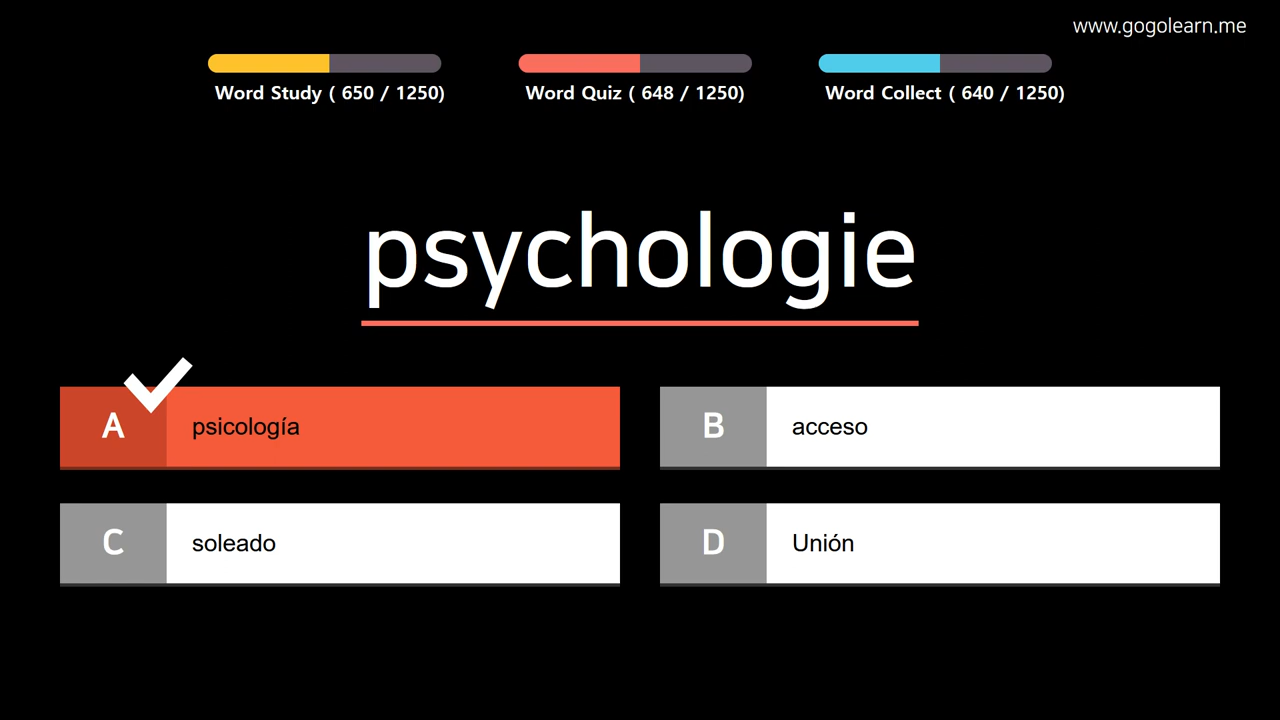 www.gogolearn.me
Word Study ( 650 / 1250)
Word Quiz ( 648 / 1250)
Word Collect ( 640 / 1250)
psychologie
A
psicología
B
acceso
C
soleado
D
Unión